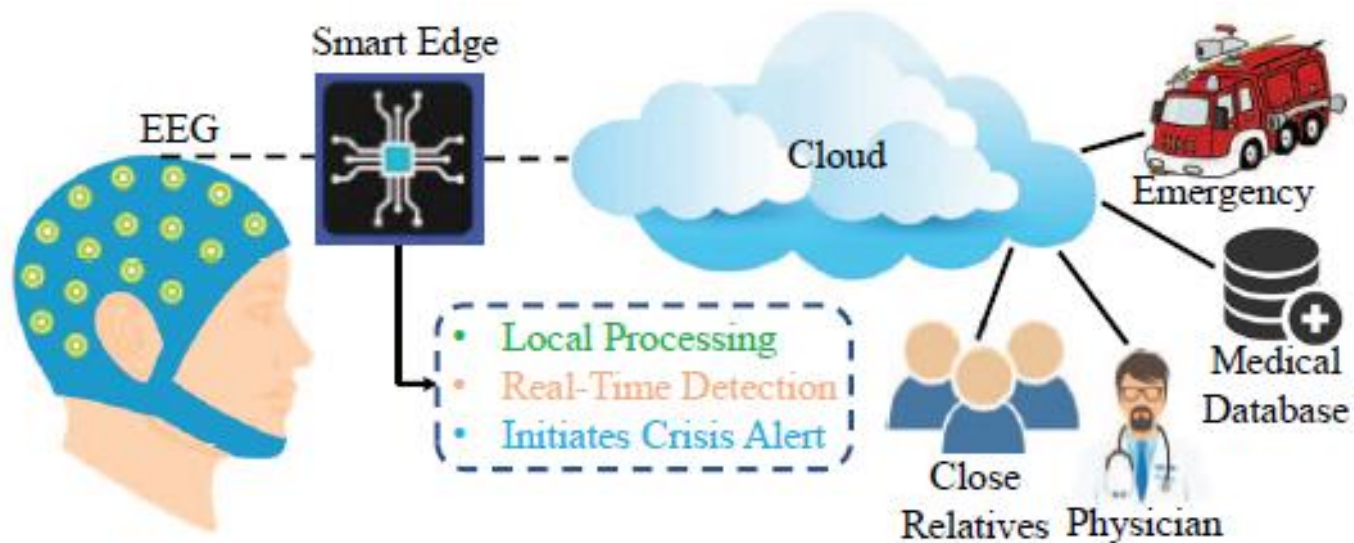 Smart Edge
EEG
Cloud
Emergency
• Local Processing
• Real-Time Detection
• Initiates Crisis Alert
Medical
Database
Close
Relatives
Physician